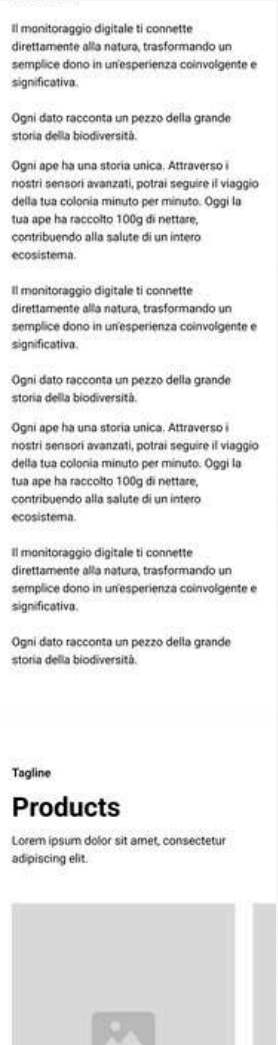 Il monitoraggio digitale ti connette
direttamente alla natura, trasformando un
semplice dono in un'esperienza coinvolgente e
significativa.
Ogni dato racconta un pezzo della grande
storia della biodiversità.
Ogni ape ha una storia unica. Attraverso i
nostri sensori avanzati, potrai seguire il viaggio
della tua colonia minuto per minuto. Oggi la
tua ape ha raccolto 100g di nettare,
contribuendo alla salute di un intero
ecosistema.
Il monitoraggio digitale ti connette
direttamente alla natura, trasformando un
semplice dono in un'esperienza coinvolgente e
significativa.
Ogni dato racconta un pezzo della grande
storia della biodiversità.
Ogni ape ha una storia unica. Attraverso i
nostri sensori avanzati, potrai seguire il viaggio
della tua colonia minuto per minuto. Oggi la
tua ape ha raccolto 100g di nettare,
contribuendo alla salute di un intero
ecosistema.
Il monitoraggio digitale ti connette
direttamente alla natura, trasformando un
semplice dono in un'esperienza coinvolgente e
significativa.
Ogni dato racconta un pezzo della grande
storia della biodiversità.
Tagline
Products
Lorem ipsum dolor sit amet, consectetur
adipiscing elit.